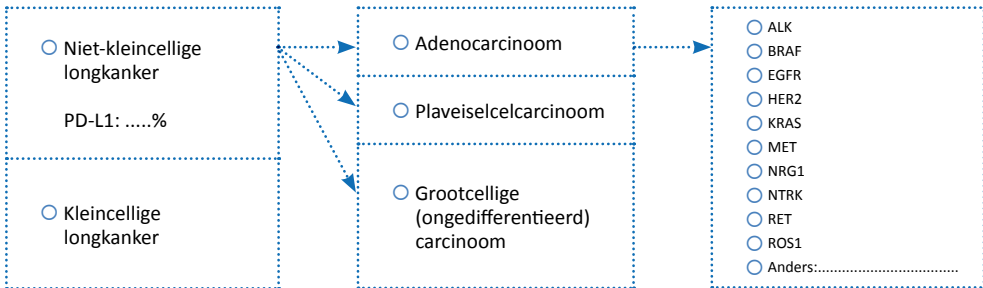 Niet-kleincellige
longkanker
PD-L1: .....%
Kleincellige
longkanker
Adenocarcinoom
Plaveiselcelcarcinoom
Grootcellige
(ongedifferentieerd)
carcinoom
ALK
BRAF
EGFR
HER2
KRAS
MET
NRG1
NTRK
RET
ROS1
Anders:...................................